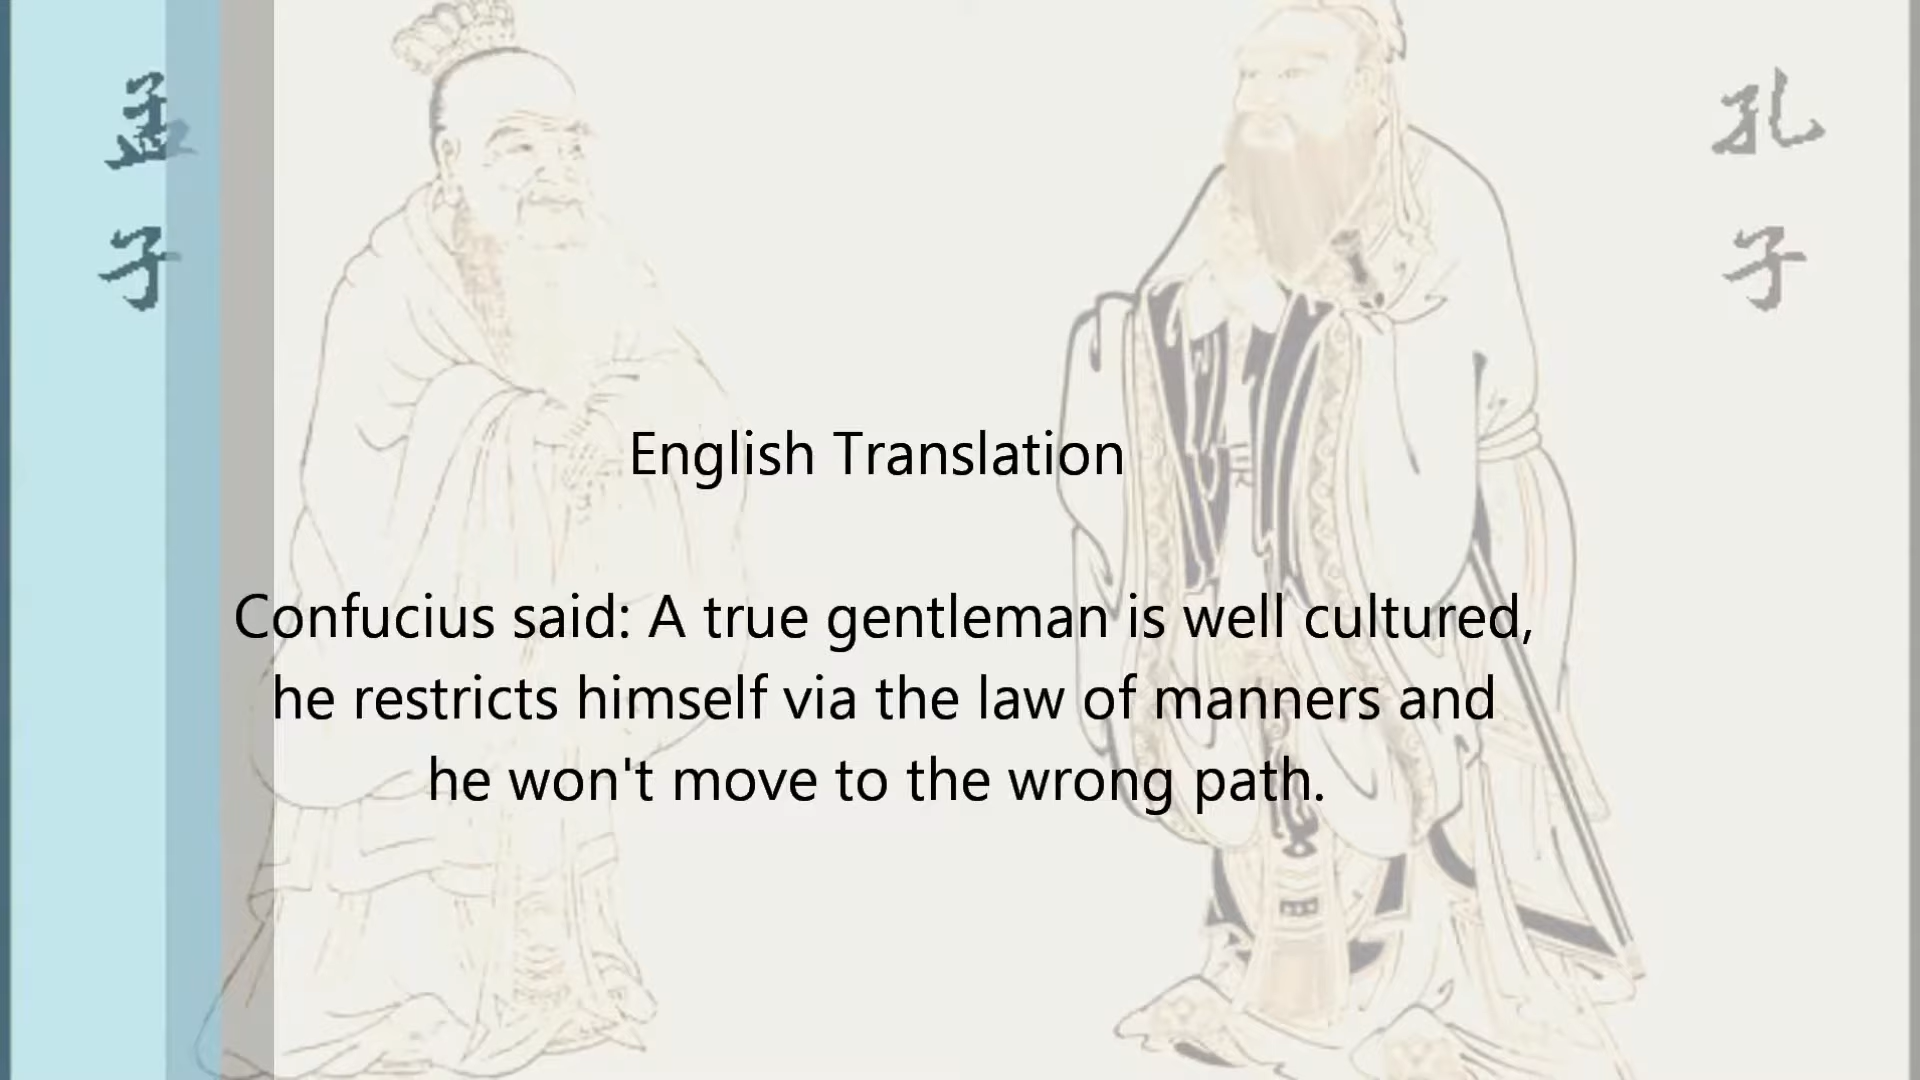 孟子
孔子
English Translation
Confucius said: A true gentleman is well cultured,
he restricts himself via the law of manners and
he won't move to the wrong path.